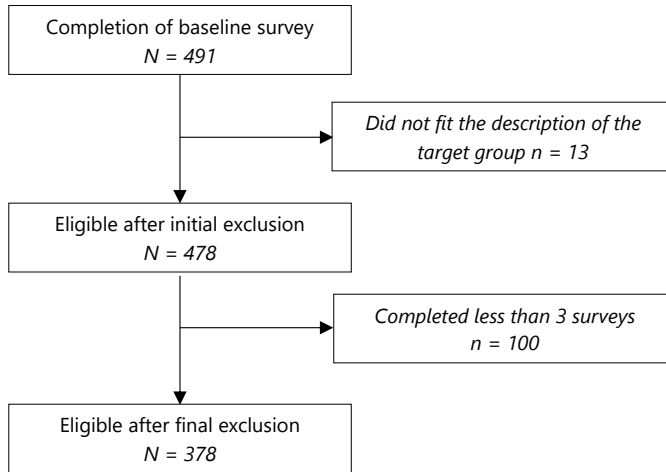 Completion of baseline survey
N = 491
Did not fit the description of the
target group n = 13
Eligible after initial exclusion
N = 478
Completed less than 3 surveys
n = 100
Eligible after final exclusion
N = 378